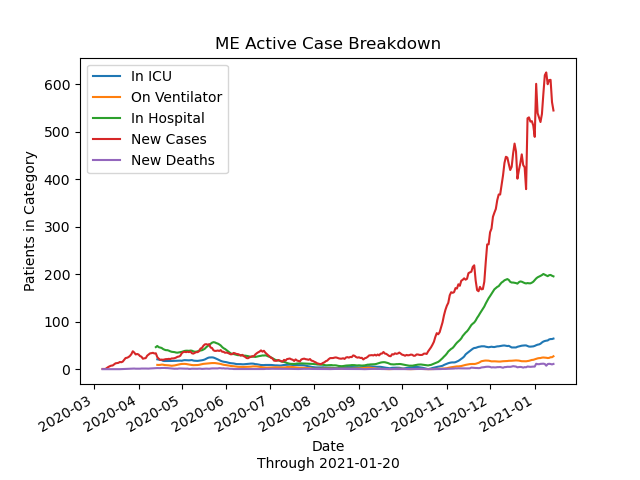 ME Active Case Breakdown
In ICU
On Ventilator
In Hospital
New Cases
New Deaths
Patients in Category
600
500
400
300
200
100
0
2020-03
2020-04
2020-05
2020-06
2020-07
2020-08
2020-09
2020-10
2020-11
2020-12
2021-01
Date
Through 2021-01-20